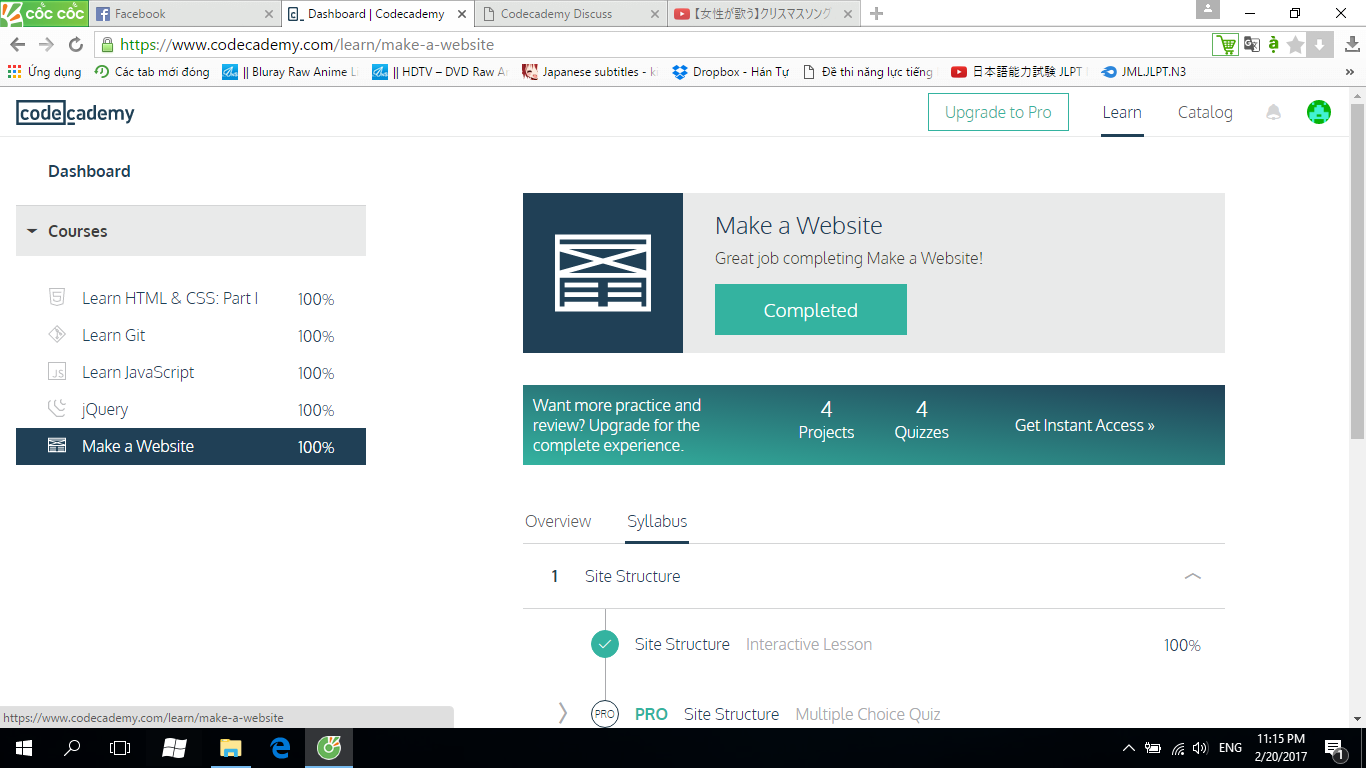 cốc cốc
Facebook
Dashboard | Codecademy
Codecademy Discuss
【女性が歌う】クリスマスソング
https://www.codecademy.com/learn/make-a-website
Ứng dụng
Các tab mới đóng
|| Bluray Raw Anime
|| HDTV – DVD Raw
Japanese subtitles -
Dropbox - Hán Tự
Đề thi năng lực tiếng
日本語能力試験 JLPT
JML.JLPT.N3
»
codecademy
Upgrade to Pro
Learn
Catalog
Dashboard
Courses
Learn HTML & CSS: Part I 100%
Learn Git 100%
Learn JavaScript 100%
jQuery 100%
Make a Website 100%
Make a Website
Great job completing Make a Website!
Completed
Want more practice and
review? Upgrade for the
complete experience.
4
Projects
4
Quizzes
Get Instant Access »
Overview
Syllabus
1 Site Structure
Site Structure Interactive Lesson 100%
PRO PRO Site Structure Multiple Choice Quiz
https://www.codecademy.com/learn/make-a-website
ENG
11:15 PM
2/20/2017
1